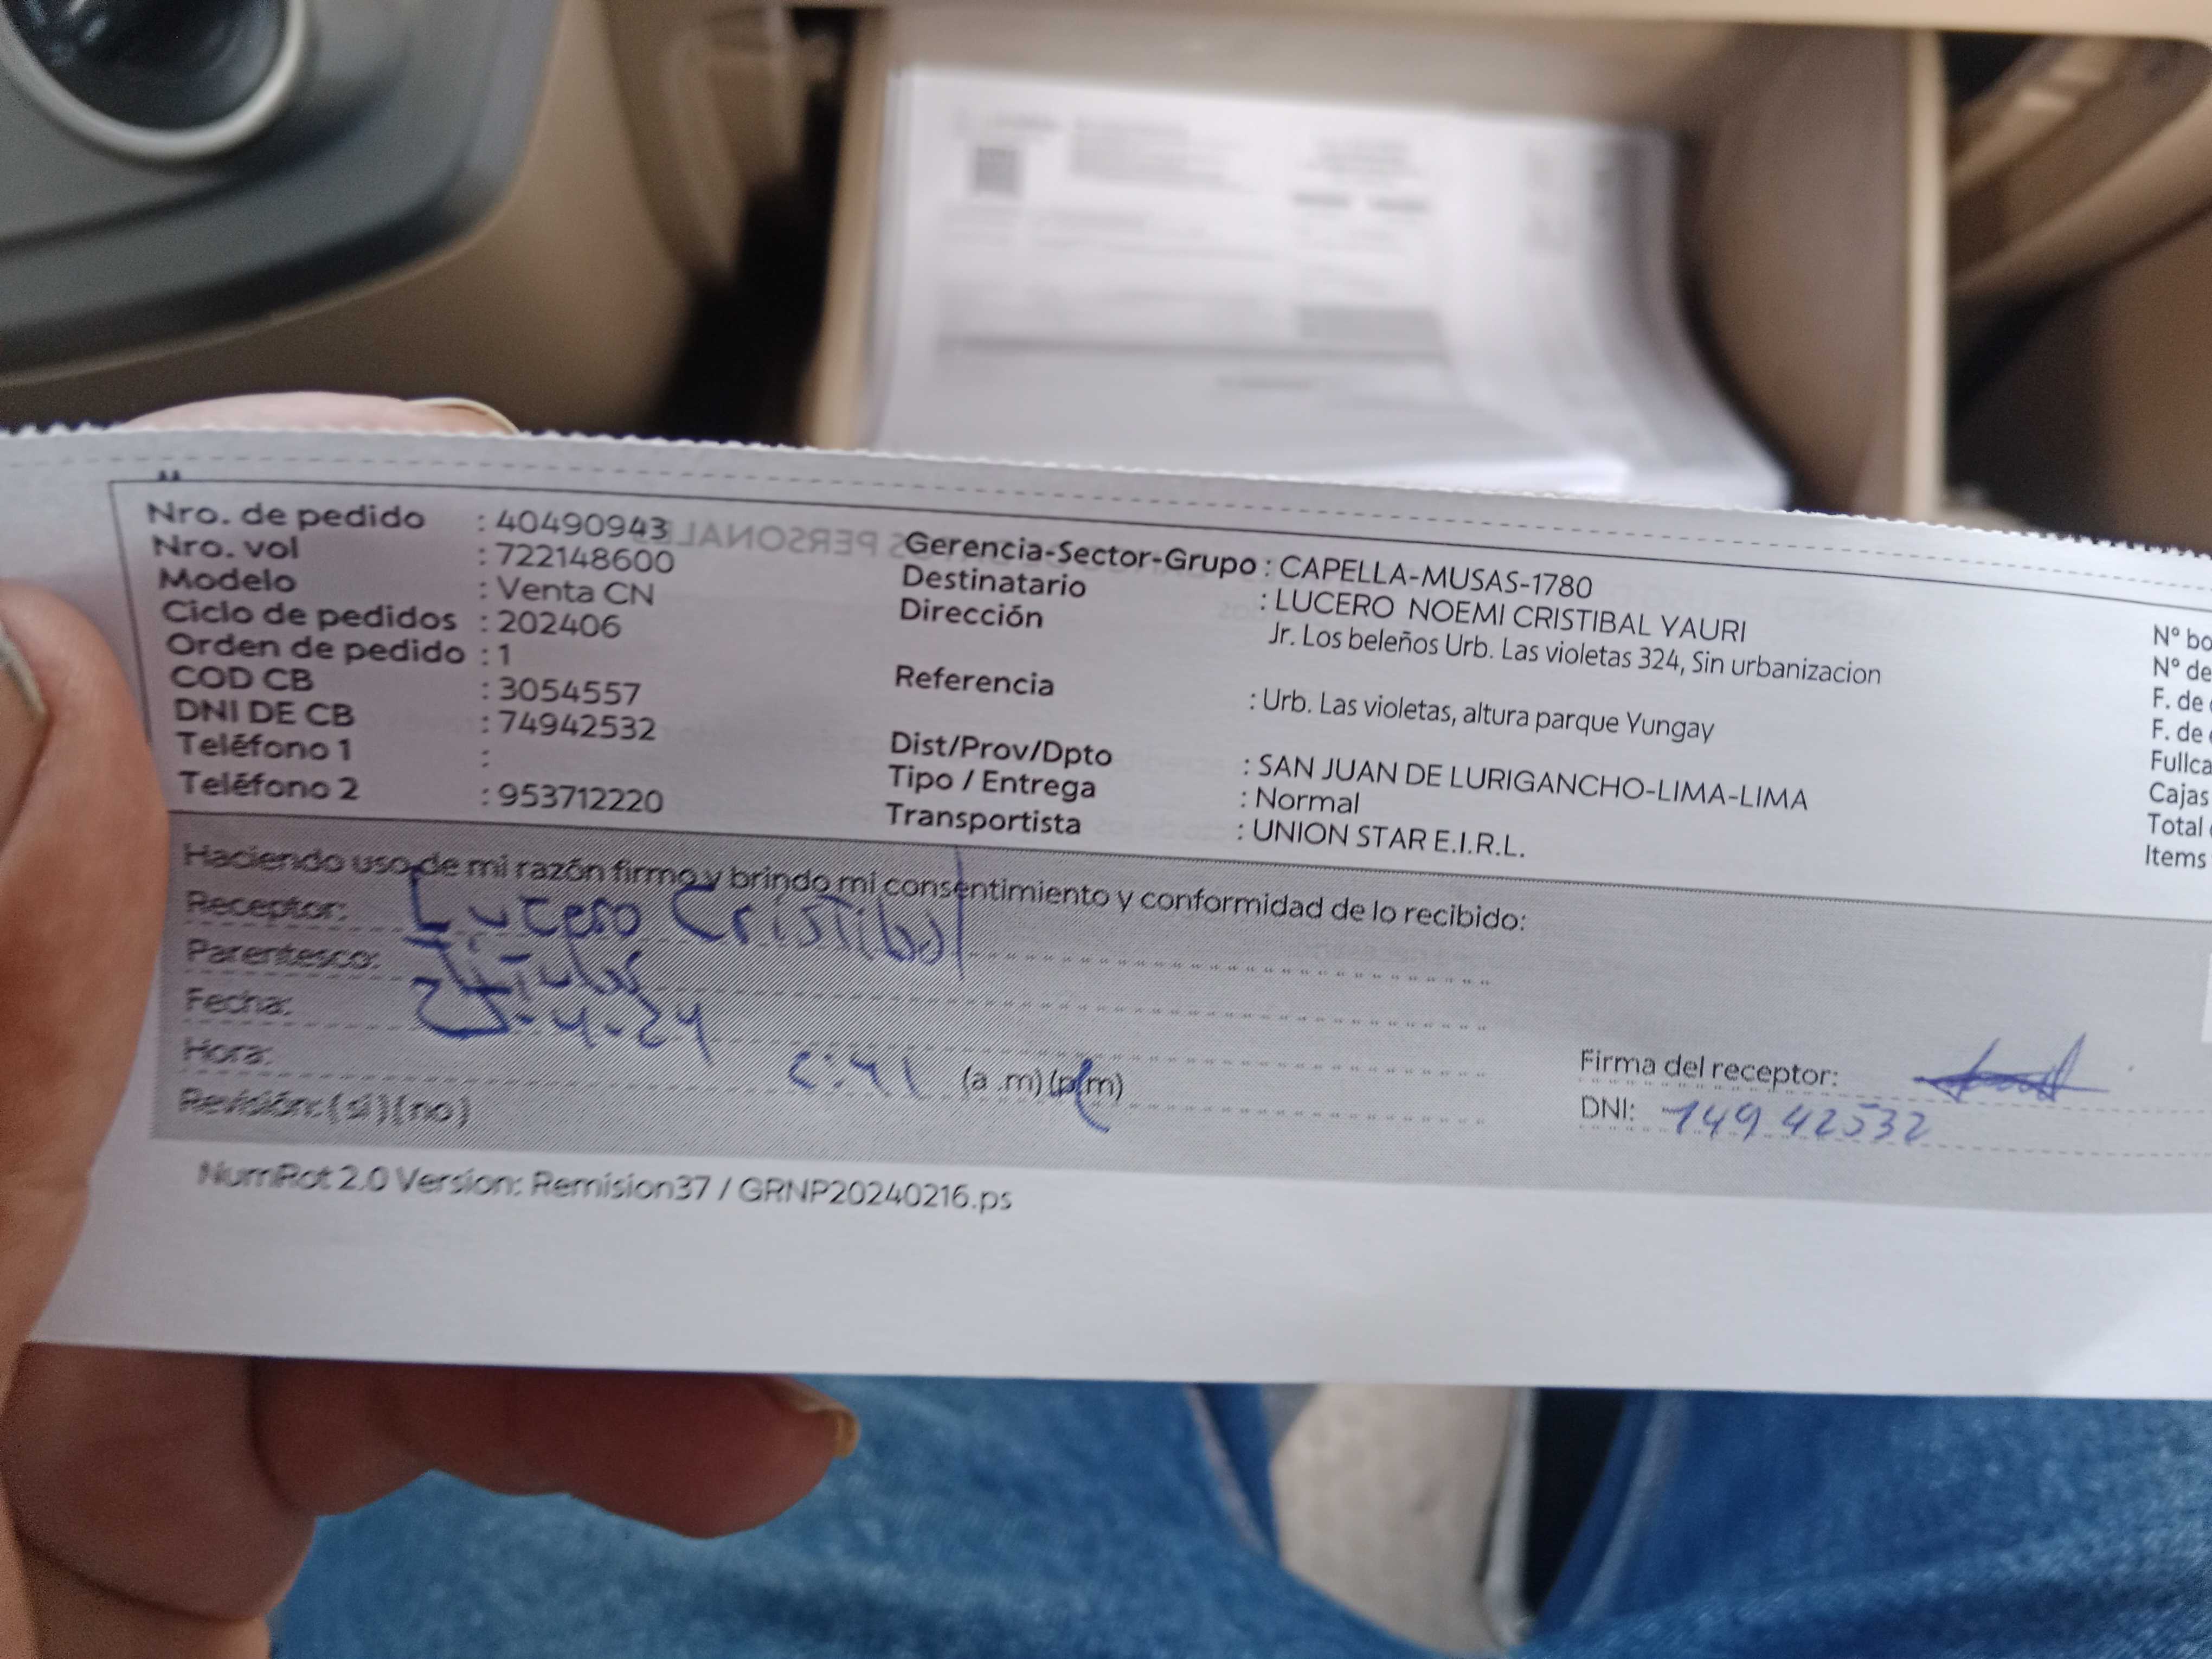 Nro. de pedido : 40490943
Nro. vol : 722148600
Modelo : Venta CN
Ciclo de pedidos : 202406
Orden de pedido : 1
COD CB : 3054557
DNI DE CB : 74942532
Teléfono 1 :
Teléfono 2 : 953712220
Gerencia-Sector-Grupo : CAPELLA-MUSAS-1780
Destinatario : LUCERO NOEMI CRISTIBAL YAURI
Dirección : Jr. Los beleños Urb. Las violetas 324, Sin urbanizacion
Referencia : Urb. Las violetas, altura parque Yungay
Dist/Prov/Dpto : SAN JUAN DE LURIGANCHO-LIMA-LIMA
Tipo / Entrega : Normal
Transportista : UNION STAR E.I.R.L.
N° bo
N° de
F. de
F. de
Fullca
Cajas
Total
Items
Haciendo uso de mi razón firmo y brindo mi consentimiento y conformidad de lo recibido:
Receptor: Lucero Cristibal
Parentesco: Titular
Fecha: 25-4-24
Hora: (a .m) (p.m)
Revisión: (si) (no)
Firma del receptor:
DNI: 74942532
NumRot 2.0 Version: Remision37 / GRNP20240216.ps